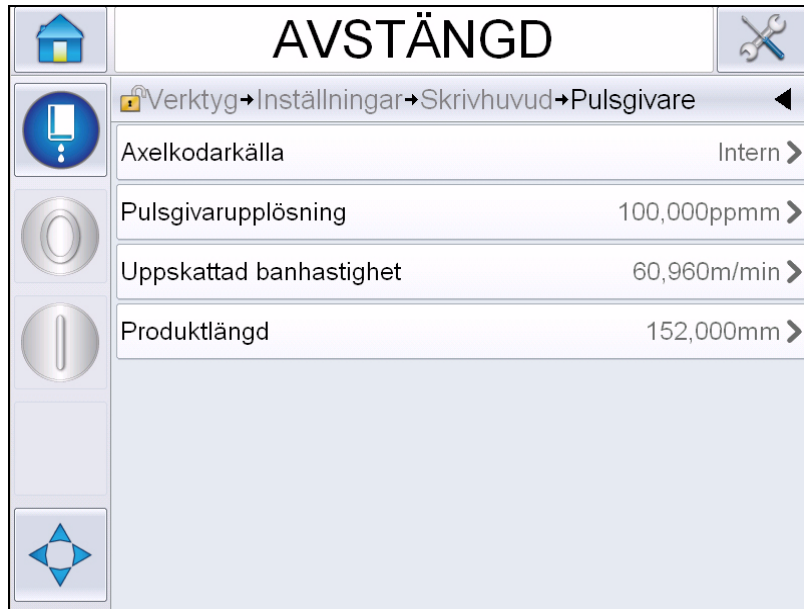 AVSTÄNGD
Verktyg→Inställningar→Skrivhuvud→Pulsgivare
Axelkodarkälla Intern
Pulsgivarupplösning 100,000ppmm
Uppskattad banhastighet 60,960m/min
Produktlängd 152,000mm